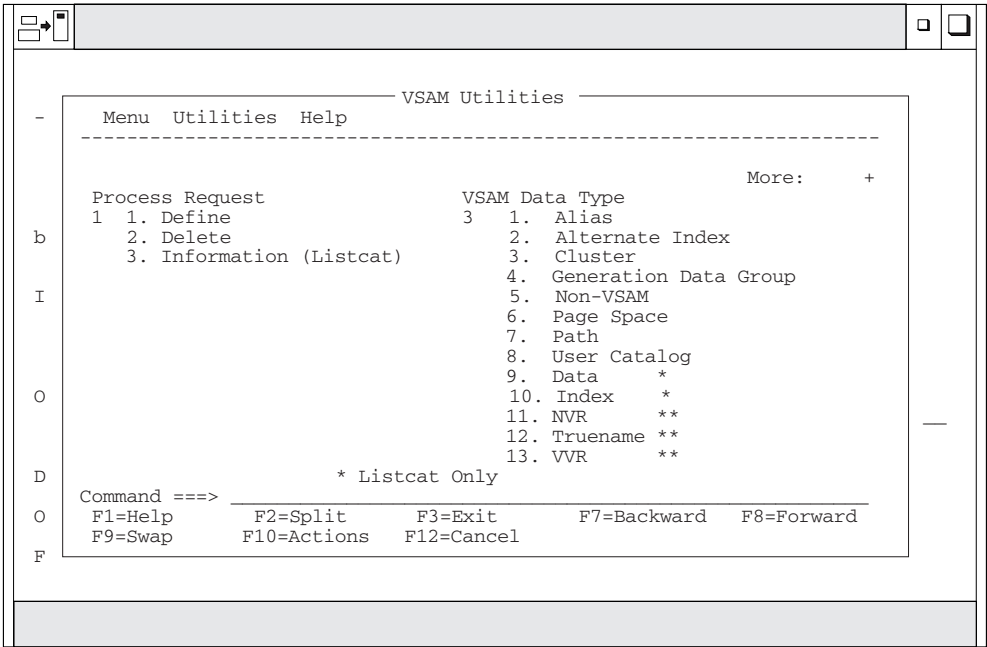 VSAM Utilities
- Menu Utilities Help
--------------------------------------------------------------------
More: +
Process Request VSAM Data Type
1 1. Define 3 1. Alias
b 2. Delete 2. Alternate Index
3. Information (Listcat) 3. Cluster
4. Generation Data Group
I 5. Non-VSAM
6. Page Space
7. Path
8. User Catalog
9. Data *
O 10. Index *
11. NVR **
12. Truename **
13. VVR **
D * Listcat Only
Command ===> ______________________________________________________
O F1=Help F2=Split F3=Exit F7=Backward F8=Forward
F9=Swap F10=Actions F12=Cancel
F